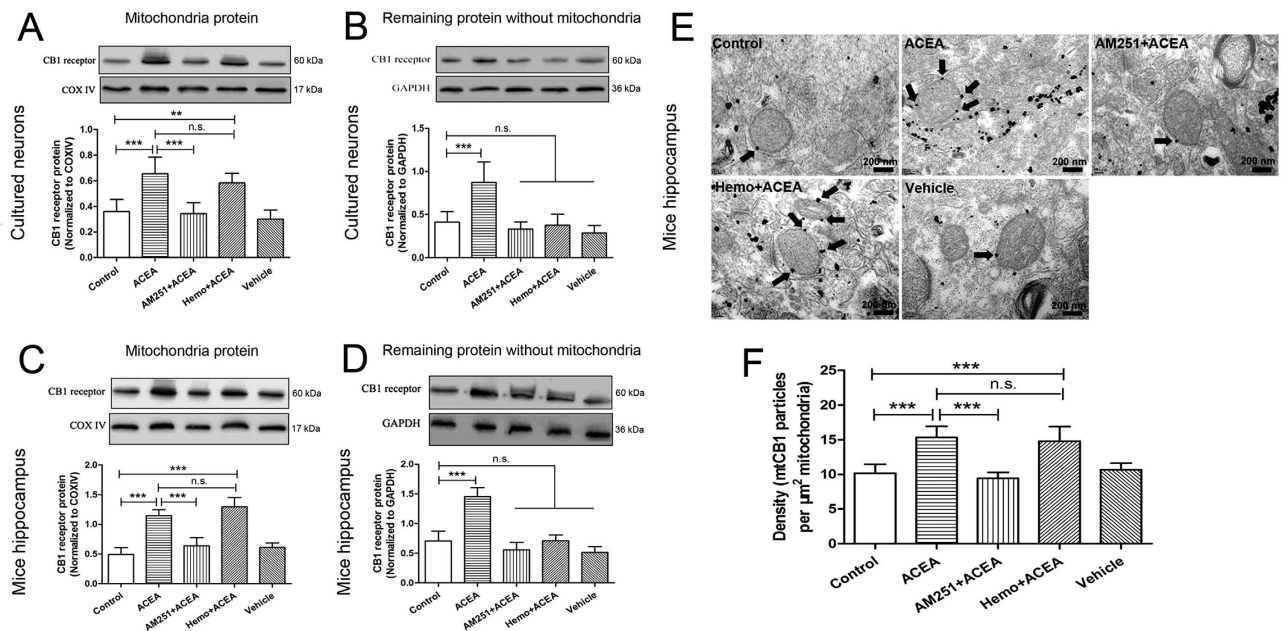 A
Mitochondria protein
CB1 receptor
60 kDa
COX IV
17 kDa
Cultured neurons
CB1 receptor protein
(Normalized to COXIV)
1.0
0.8
0.6
0.4
0.2
0.0
**
n.s.
*** ***
Control
ACEA
AM251+ACEA
Hemo+ACEA
Vehicle
B
Remaining protein without mitochondria
CB1 receptor
60 kDa
GAPDH
36 kDa
Cultured neurons
CB1 receptor protein
(Normalized to GAPDH)
1.5
1.0
0.5
0.0
n.s.
***
Control
ACEA
AM251+ACEA
Hemo+ACEA
Vehicle
C
Mitochondria protein
CB1 receptor
60 kDa
COX IV
17 kDa
Mice hippocampus
CB1 receptor protein
(Normalized to COXIV)
2.0
1.5
1.0
0.5
0.0
***
n.s.
*** ***
Control
ACEA
AM251+ACEA
Hemo+ACEA
Vehicle
D
Remaining protein without mitochondria
CB1 receptor
60 kDa
GAPDH
36 kDa
Mice hippocampus
CB1 receptor protein
(Normalized to GAPDH)
2.0
1.5
1.0
0.5
0.0
n.s.
***
Control
ACEA
AM251+ACEA
Hemo+ACEA
Vehicle
E
Mice hippocampus
Control
200 nm
ACEA
200 nm
AM251+ACEA
200 nm
Hemo+ACEA
200 nm
Vehicle
200 nm
F
Density (mtCB1 particles
per μm² mitochondria)
25
20
15
10
5
0
***
n.s.
*** ***
Control
ACEA
AM251+ACEA
Hemo+ACEA
Vehicle